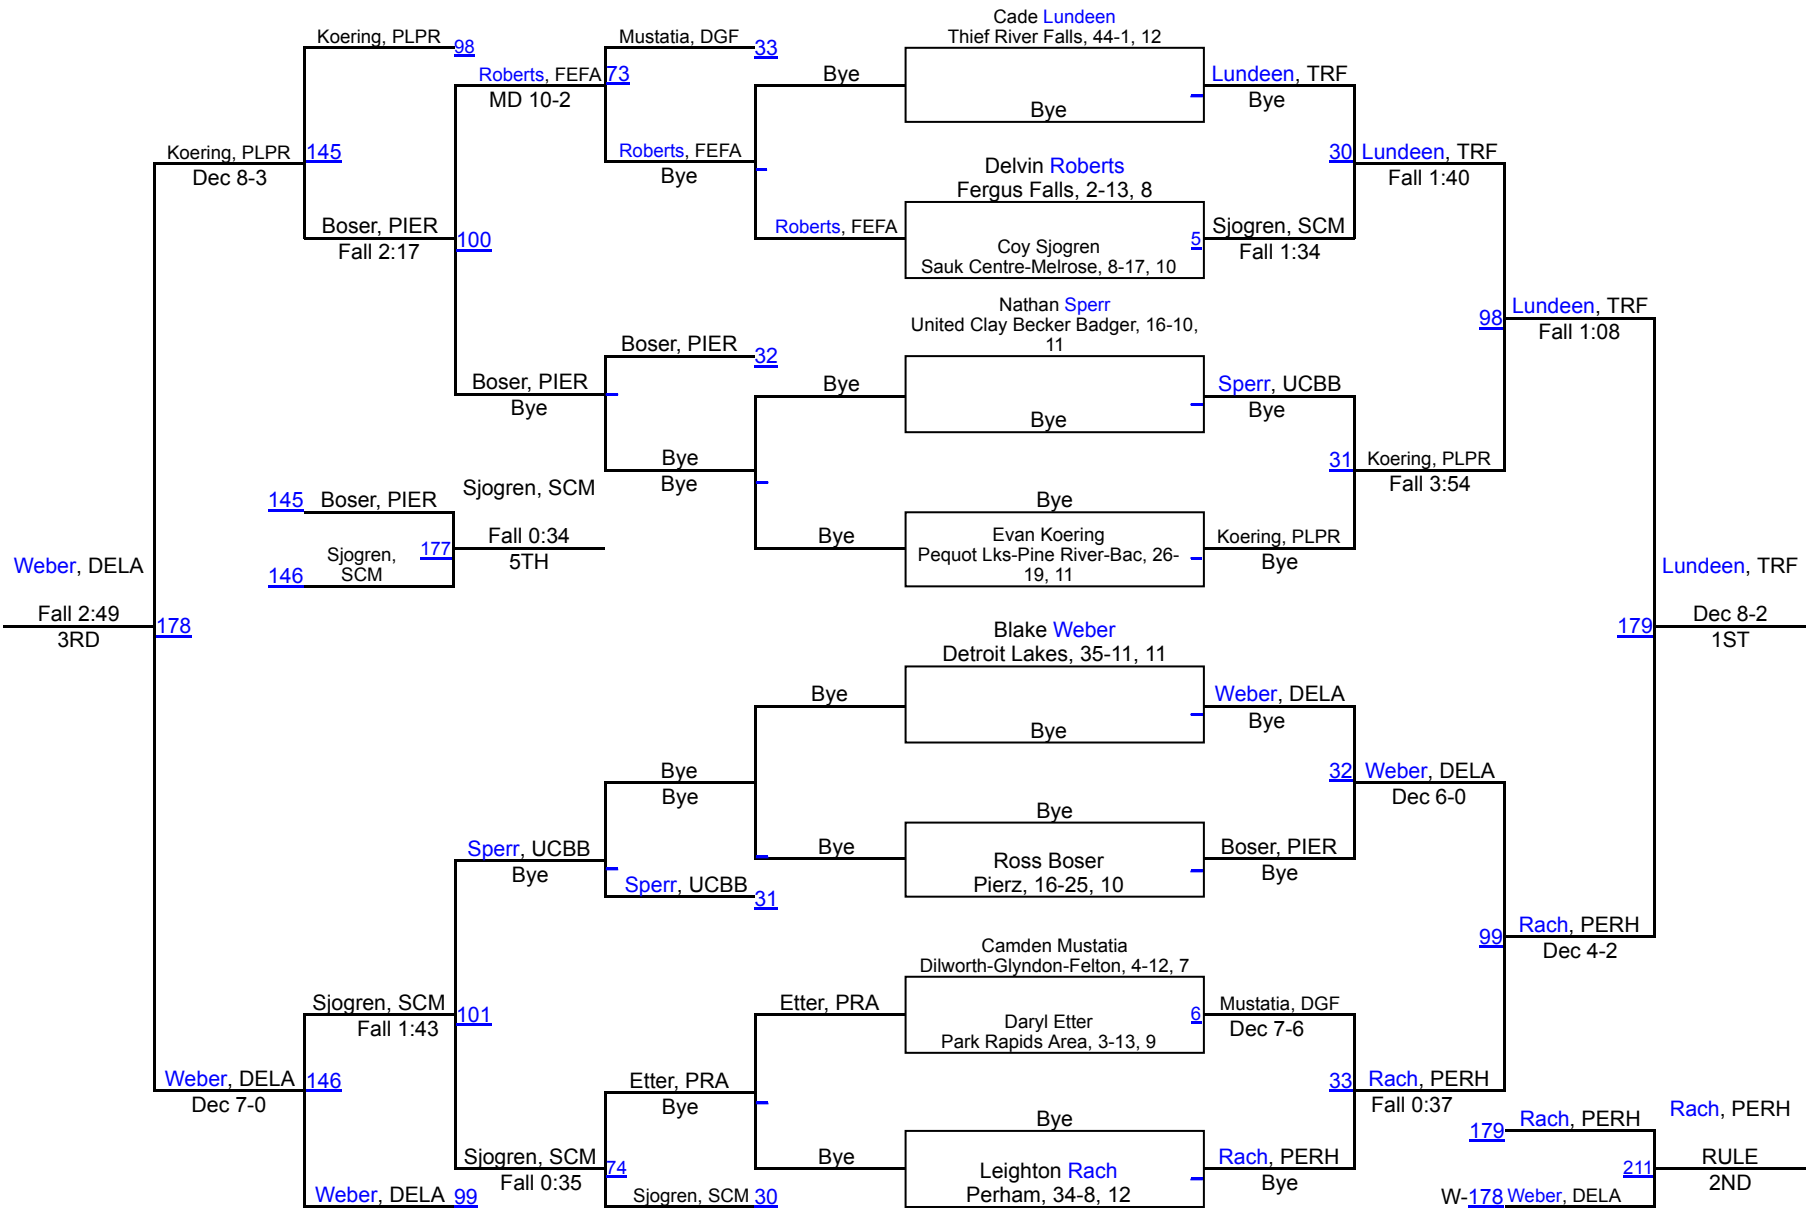 Cade Lundeen
Thief River Falls, 44-1, 12
Koering, PLPR
98
Mustatia, DGF
33
Roberts, FEFA
73
MD 10-2
Bye
Bye
Lundeen, TRF
Bye
Koering, PLPR
145
Dec 8-3
Roberts, FEFA
Bye
Delvin Roberts
Fergus Falls, 2-13, 8
30
Lundeen, TRF
Fall 1:40
Boser, PIER
Fall 2:17
100
Roberts, FEFA
Coy Sjogren
Sauk Centre-Melrose, 8-17, 10
5
Sjogren, SCM
Fall 1:34
Nathan Sperr
United Clay Becker Badger, 16-10,
11
98
Lundeen, TRF
Fall 1:08
Boser, PIER
32
Boser, PIER
Bye
Bye
Bye
Sperr, UCBB
Bye
Bye
Bye
31
Koering, PLPR
Fall 3:54
145
Boser, PIER
Sjogren, SCM
Bye
Sjogren,
SCM
146
177
Fall 0:34
5TH
Bye
Evan Koering
Pequot Lks-Pine River-Bac, 26-
19, 11
Koering, PLPR
Bye
Weber, DELA
Fall 2:49
3RD
178
Lundeen, TRF
179
Dec 8-2
1ST
Blake Weber
Detroit Lakes, 35-11, 11
Bye
Bye
Weber, DELA
Bye
Bye
Bye
32
Weber, DELA
Dec 6-0
Bye
Sperr, UCBB
Bye
Bye
Ross Boser
Pierz, 16-25, 10
Boser, PIER
Bye
Sperr, UCBB
31
Camden Mustatia
Dilworth-Glyndon-Felton, 4-12, 7
99
Rach, PERH
Dec 4-2
Sjogren, SCM
Fall 1:43
101
Etter, PRA
Daryl Etter
Park Rapids Area, 3-13, 9
6
Mustatia, DGF
Dec 7-6
Weber, DELA
146
Dec 7-0
Etter, PRA
Bye
33
Rach, PERH
Fall 0:37
Bye
179
Rach, PERH
Rach, PERH
Sjogren, SCM
Fall 0:35
74
Bye
Leighton Rach
Perham, 34-8, 12
Rach, PERH
Bye
211
RULE
2ND
Weber, DELA
99
Sjogren, SCM
30
W-178
Weber, DELA